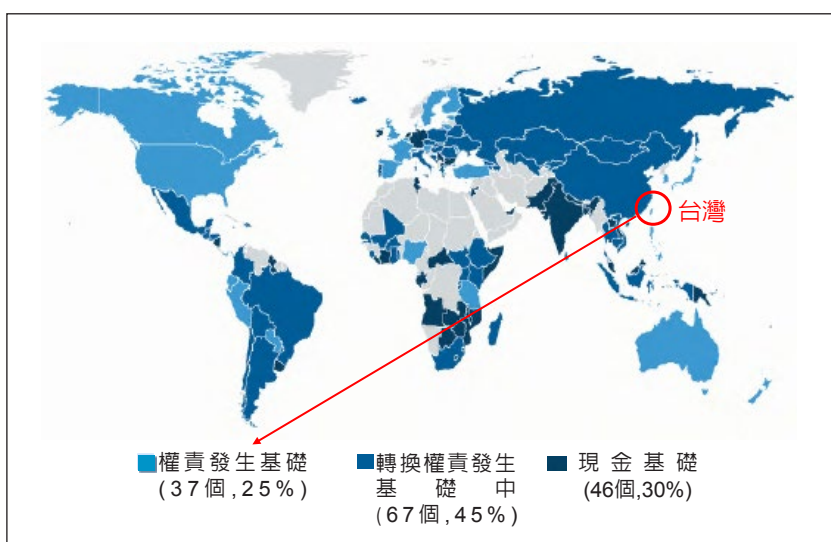 台灣
權責發生基礎
(37個,25%)
轉換權責發生
基礎中
(67個,45%)
現金基礎
(46個,30%)